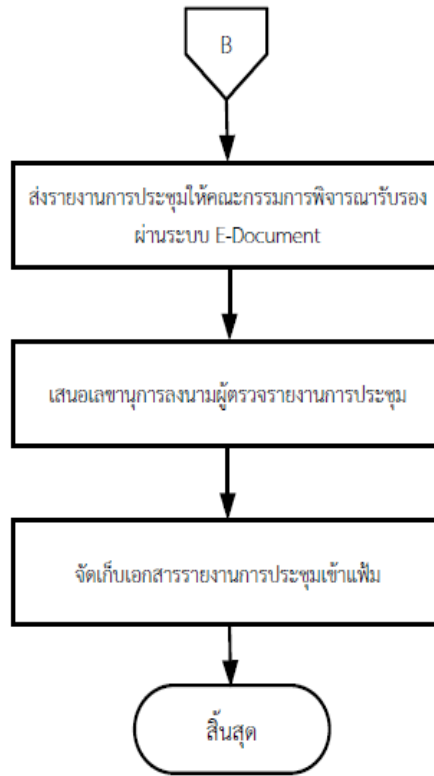 B
ส่งรายงานการประชุมให้คณะกรรมการพิจารณารับรอง
ผ่านระบบ E-Document
เสนอเลขานุการลงนามผู้ตรวจรายงานการประชุม
จัดเก็บเอกสารรายงานการประชุมเข้าแฟ้ม
สิ้นสุด